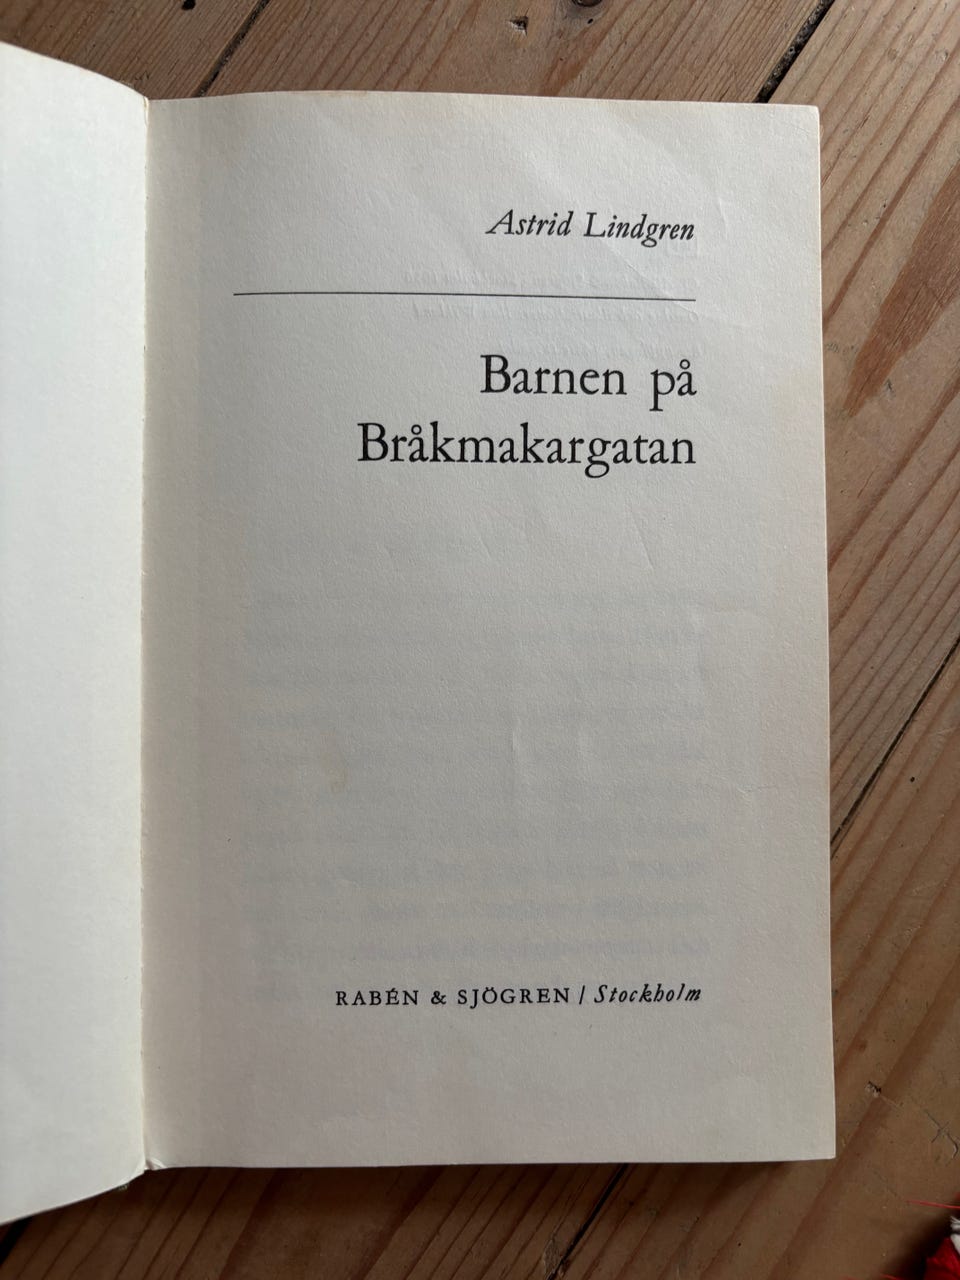 Astrid Lindgren
Barnen på
Bråkmakargatan
RABÉN & SJÖGREN / Stockholm